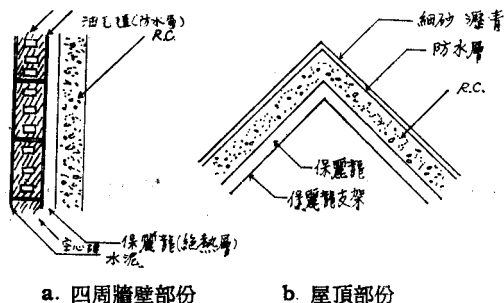 油毛氈(防水層)
R.C.
空心磚
保麗龍(絕熱層)
水泥
細砂 瀝青
防水層
R.C.
保麗龍
保麗龍支架
a. 四周牆壁部份
b. 屋頂部份